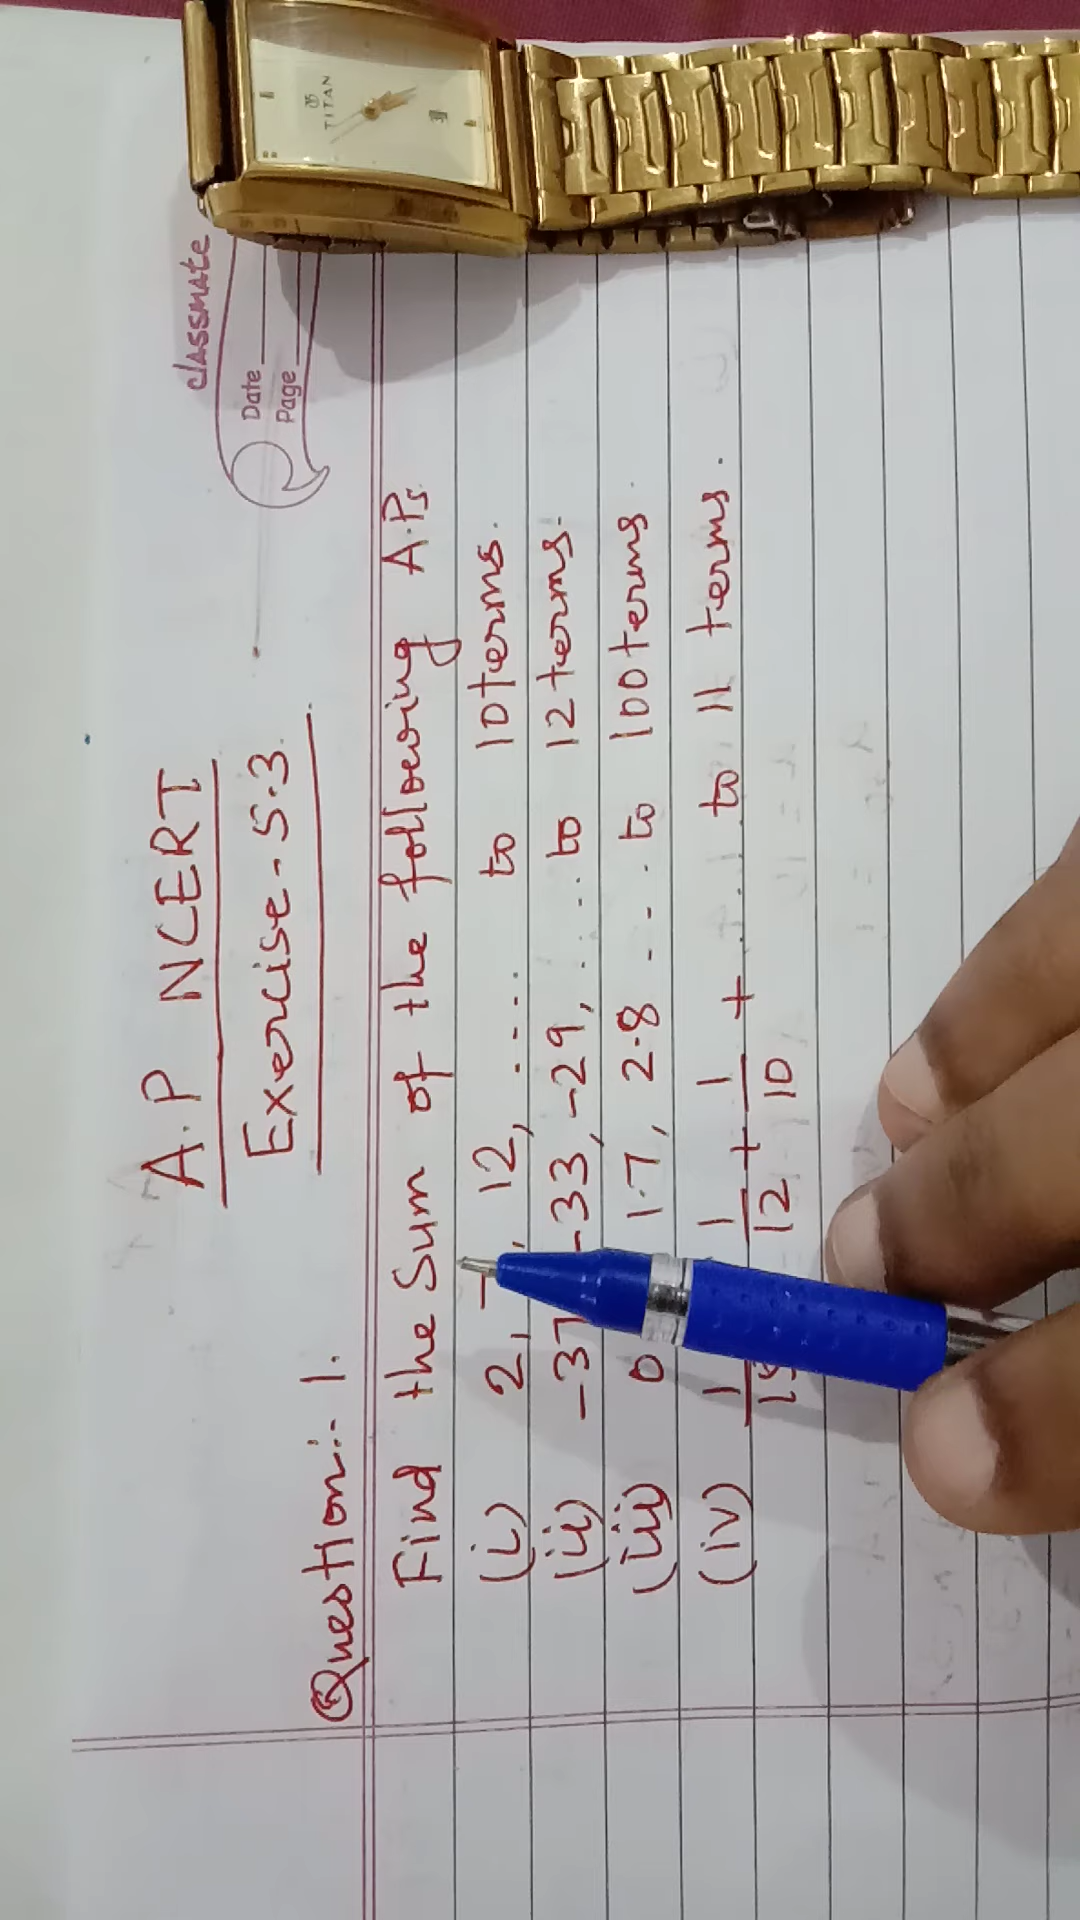 TITAN
classmate
Date
Page
A.P NCERT
Exercise - 5.3
Question:- 1.
Find the Sum of the following A.Ps
(i) 2, 12, ..... to 10 terms.
(ii) -37 -33, -29, ..... to 12 terms.
(iii) 0 1.7, 2.8 ... to 100 terms.
(iv) 1/15 1/12 + 1/10 + ... to 11 terms.